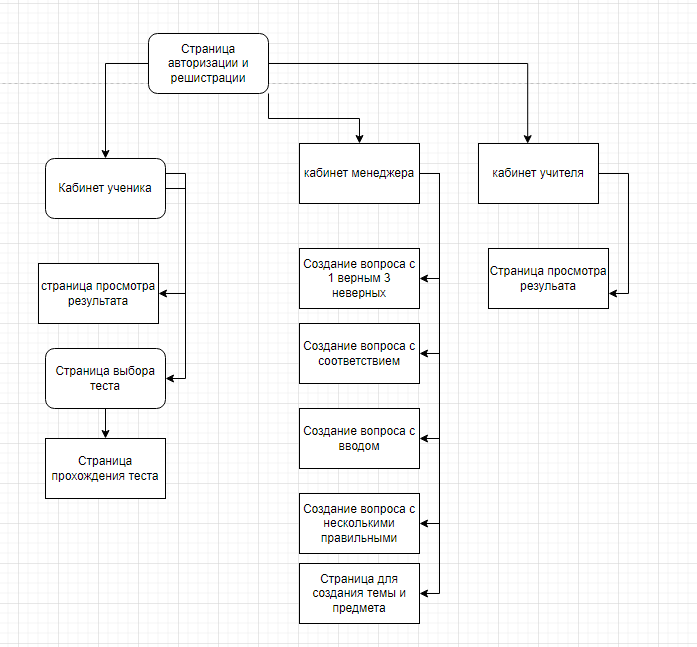 Страница
авторизации и
решистрации
Кабинет ученика
кабинет менеджера
кабинет учителя
страница просмотра
результата
Создание вопроса с
1 верным 3
неверных
Страница просмотра
резульата
Создание вопроса с
соответствием
Страница выбора
теста
Создание вопроса с
вводом
Страница
прохождения теста
Создание вопроса с
несколькими
правильными
Страница для
создания темы и
предмета